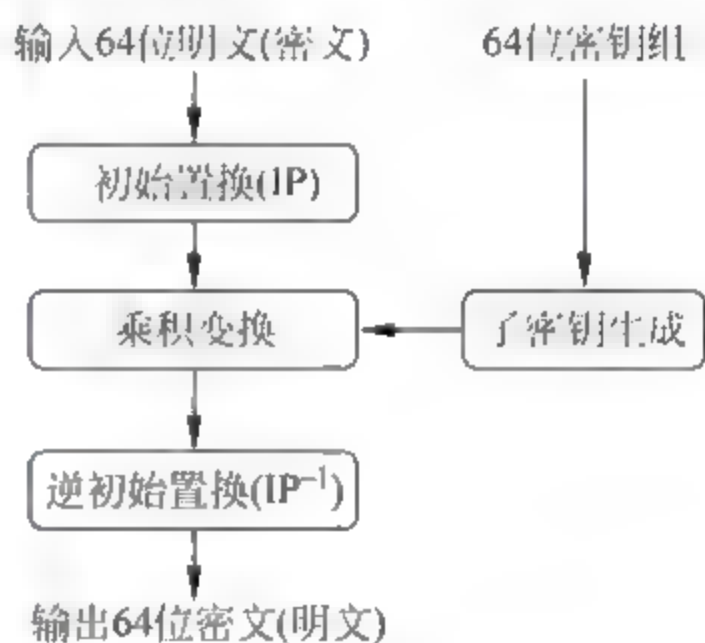 输入64位明文(密文)
64位密钥组
初始置换(IP)
乘积变换
子密钥生成
逆初始置换(IP⁻¹)
输出64位密文(明文)